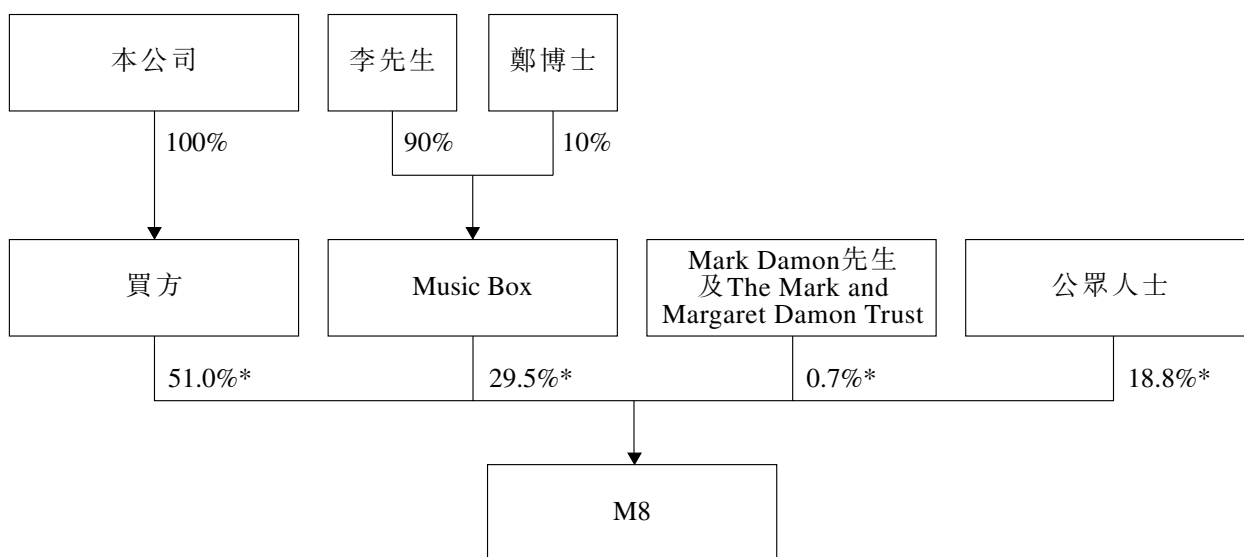 本公司
李先生
鄭博士
100%
90%
10%
買方
Music Box
Mark Damon先生
及The Mark and
Margaret Damon Trust
公眾人士
51.0%*
29.5%*
0.7%*
18.8%*
M8